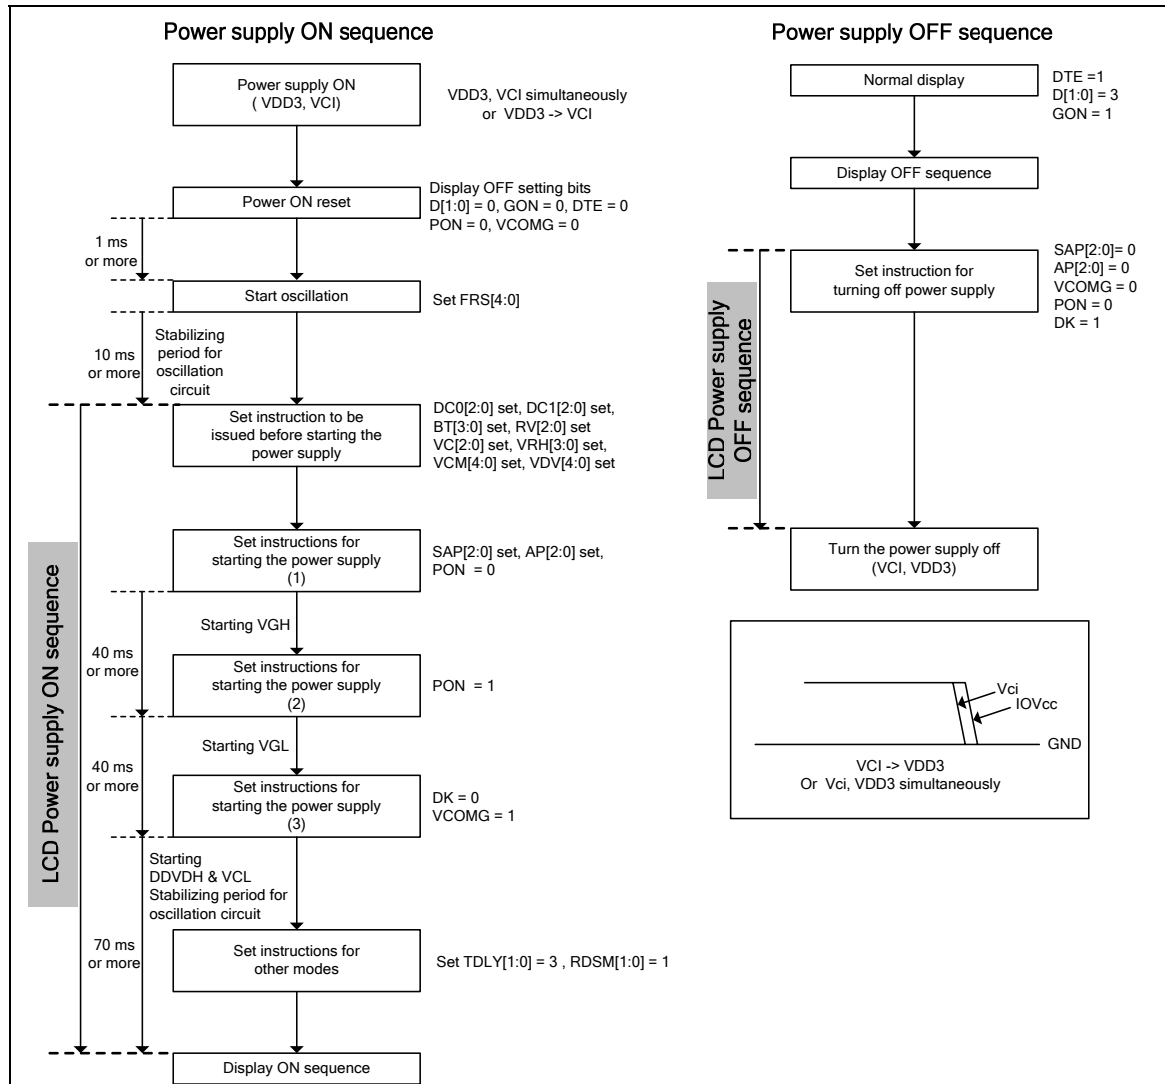 Power supply ON sequence
Power supply ON
( VDD3, VCI)
VDD3, VCI simultaneously
or  VDD3 -> VCI
Power ON reset
Display OFF setting bits
D[1:0] = 0, GON = 0, DTE = 0
PON = 0, VCOMG = 0
1 ms
or more
Start oscillation
Set FRS[4:0]
10 ms
or more
Stabilizing
period for
oscillation
circuit
Set instruction to be
issued before starting the
power supply
DC0[2:0] set, DC1[2:0] set,
BT[3:0] set, RV[2:0] set
VC[2:0] set, VRH[3:0] set,
VCM[4:0] set, VDV[4:0] set
LCD Power supply ON sequence
Set instructions for
starting the power supply
(1)
SAP[2:0] set, AP[2:0] set,
PON = 0
Starting VGH
40 ms
or more
Set instructions for
starting the power supply
(2)
PON  = 1
Starting VGL
40 ms
or more
Set instructions for
starting the power supply
(3)
DK = 0
VCOMG = 1
Starting
DDVDH & VCL
Stabilizing period for
oscillation circuit
70 ms
or more
Set instructions for
other modes
Set TDLY[1:0] = 3 , RDSM[1:0] = 1
Display ON sequence
Power supply OFF sequence
Normal display
DTE =1
D[1:0] = 3
GON = 1
Display OFF sequence
LCD Power supply
OFF sequence
Set instruction for
turning off power supply
SAP[2:0]= 0
AP[2:0] = 0
VCOMG = 0
PON = 0
DK = 1
Turn the power supply off
(VCI, VDD3)
Vci
IOVcc
GND
VCI -> VDD3
Or  Vci, VDD3 simultaneously